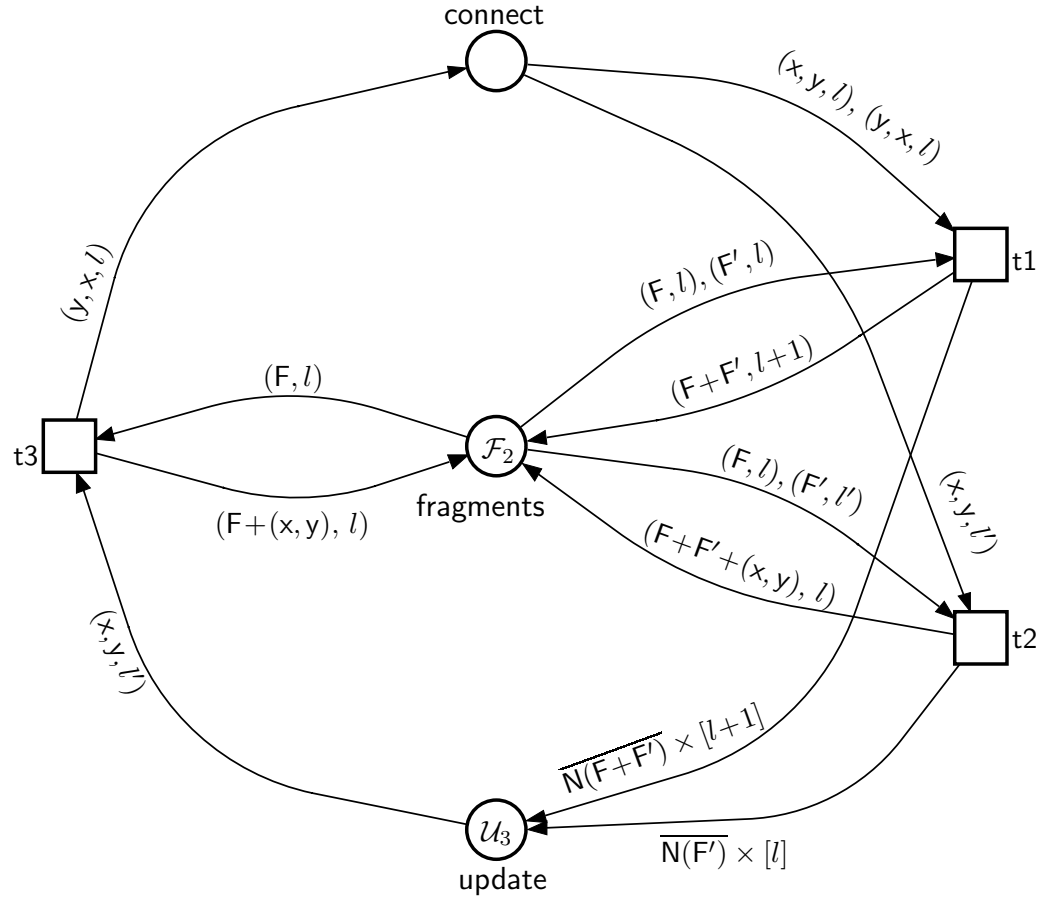 connect
(x, y, l), (y, x, l)
(F, l), (F′, l)
t1
(y, x, l)
(F+F′, l+1)
(F, l)
t3
𝓕₂
(F, l), (F′, l′)
(x, y, l′)
fragments
(F+(x, y), l)
(F+F′+(x, y), l)
t2
(x, y, l′)
N̅(̅F̅+̅F̅′̅)̅ × [l+1]
𝓤₃
N̅(̅F̅′̅)̅ × [l]
update